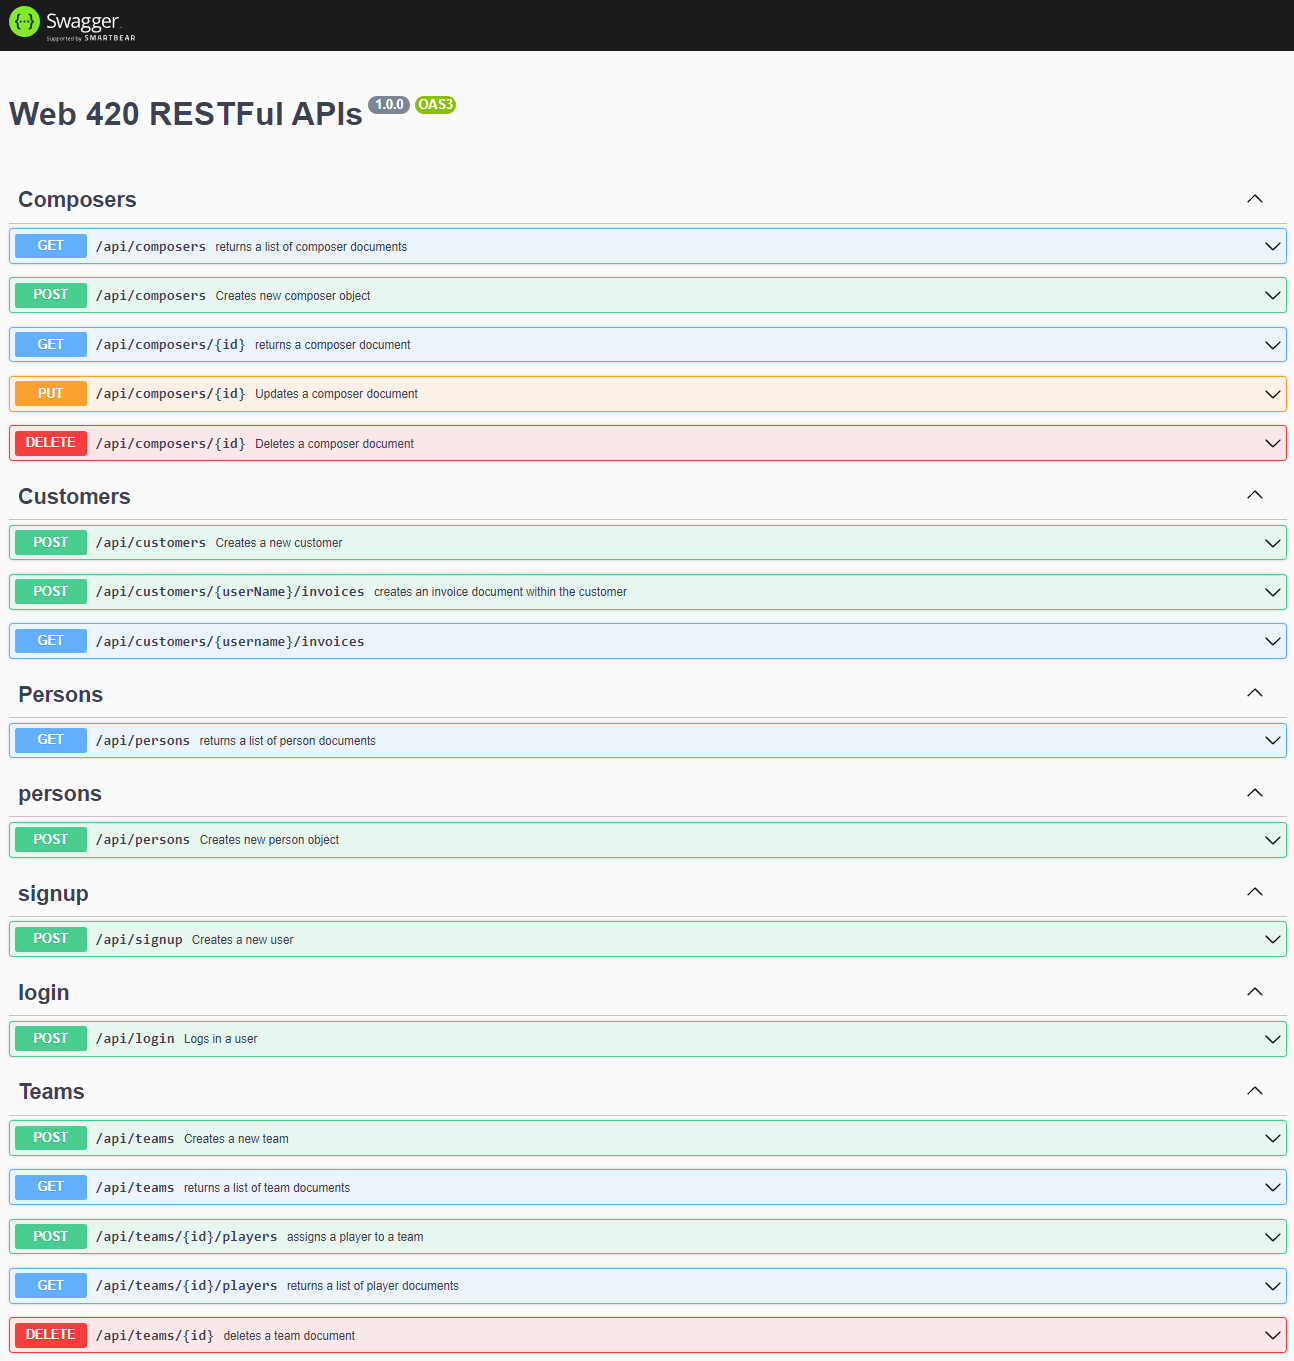 Swagger
Supported by SMARTBEAR
Web 420 RESTFul APIs 1.0.0 OAS3
Composers
GET /api/composers returns a list of composer documents
POST /api/composers Creates new composer object
GET /api/composers/{id} returns a composer document
PUT /api/composers/{id} Updates a composer document
DELETE /api/composers/{id} Deletes a composer document
Customers
POST /api/customers Creates a new customer
POST /api/customers/{userName}/invoices creates an invoice document within the customer
GET /api/customers/{username}/invoices
Persons
GET /api/persons returns a list of person documents
persons
POST /api/persons Creates new person object
signup
POST /api/signup Creates a new user
login
POST /api/login Logs in a user
Teams
POST /api/teams Creates a new team
GET /api/teams returns a list of team documents
POST /api/teams/{id}/players assigns a player to a team
GET /api/teams/{id}/players returns a list of player documents
DELETE /api/teams/{id} deletes a team document